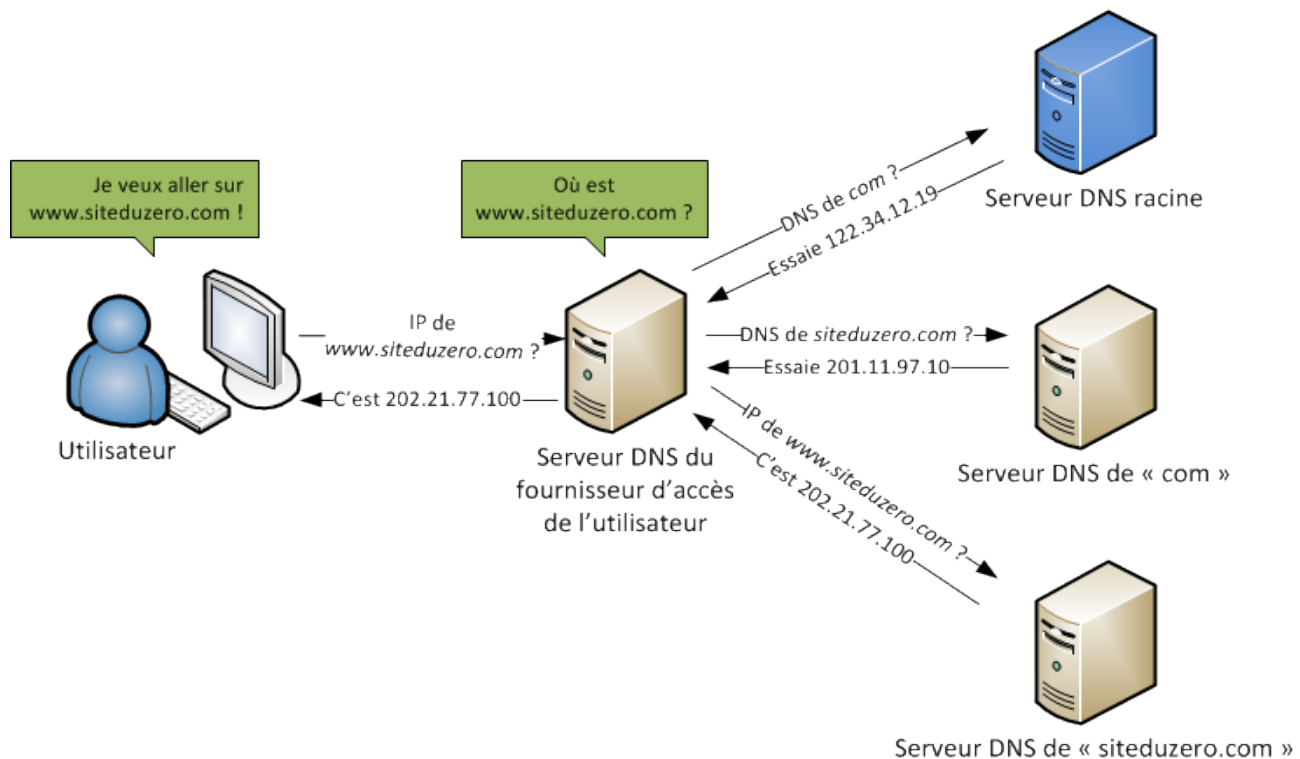 Je veux aller sur
www.siteduzero.com !
Où est
www.siteduzero.com ?
DNS de com ?
Essaie 122.34.12.19
Serveur DNS racine
IP de
www.siteduzero.com ?
C'est 202.21.77.100
Utilisateur
Serveur DNS du
fournisseur d'accès
de l'utilisateur
DNS de siteduzero.com ?
Essaie 201.11.97.10
Serveur DNS de « com »
IP de www.siteduzero.com ?
C'est 202.21.77.100
Serveur DNS de « siteduzero.com »